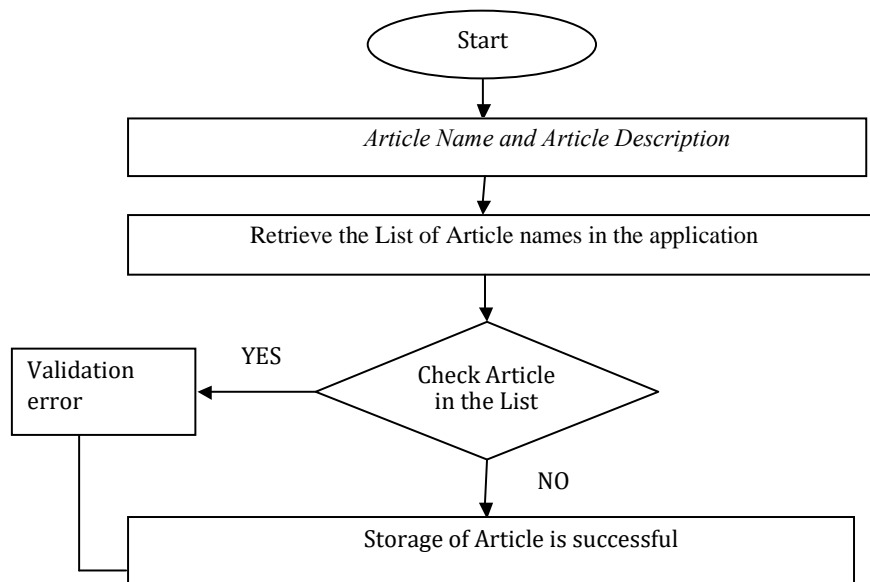 Start
Article Name and Article Description
Retrieve the List of Article names in the application
YES
Validation
error
Check Article
in the List
NO
Storage of Article is successful